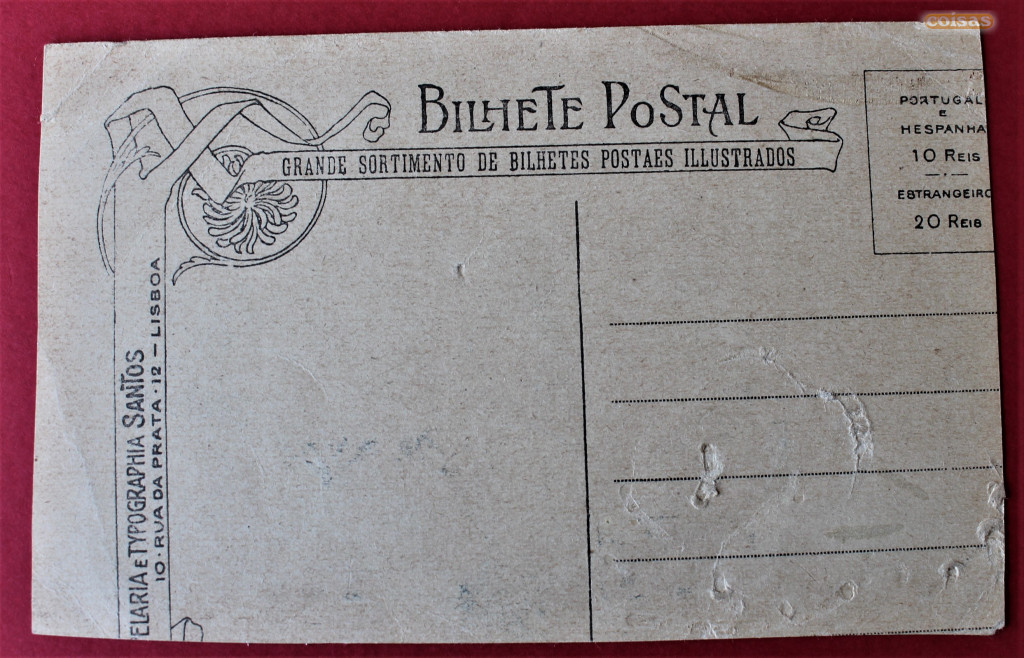 coisas
BILHETE POSTAL
GRANDE SORTIMENTO DE BILHETES POSTAES ILLUSTRADOS
PORTUGAL
E
HESPANHA
10 REIS
ESTRANGEIRO
20 REIS
ELARIA E TYPOGRAPHIA SANTOS
10 · RUA DA PRATA · 12 — LISBOA